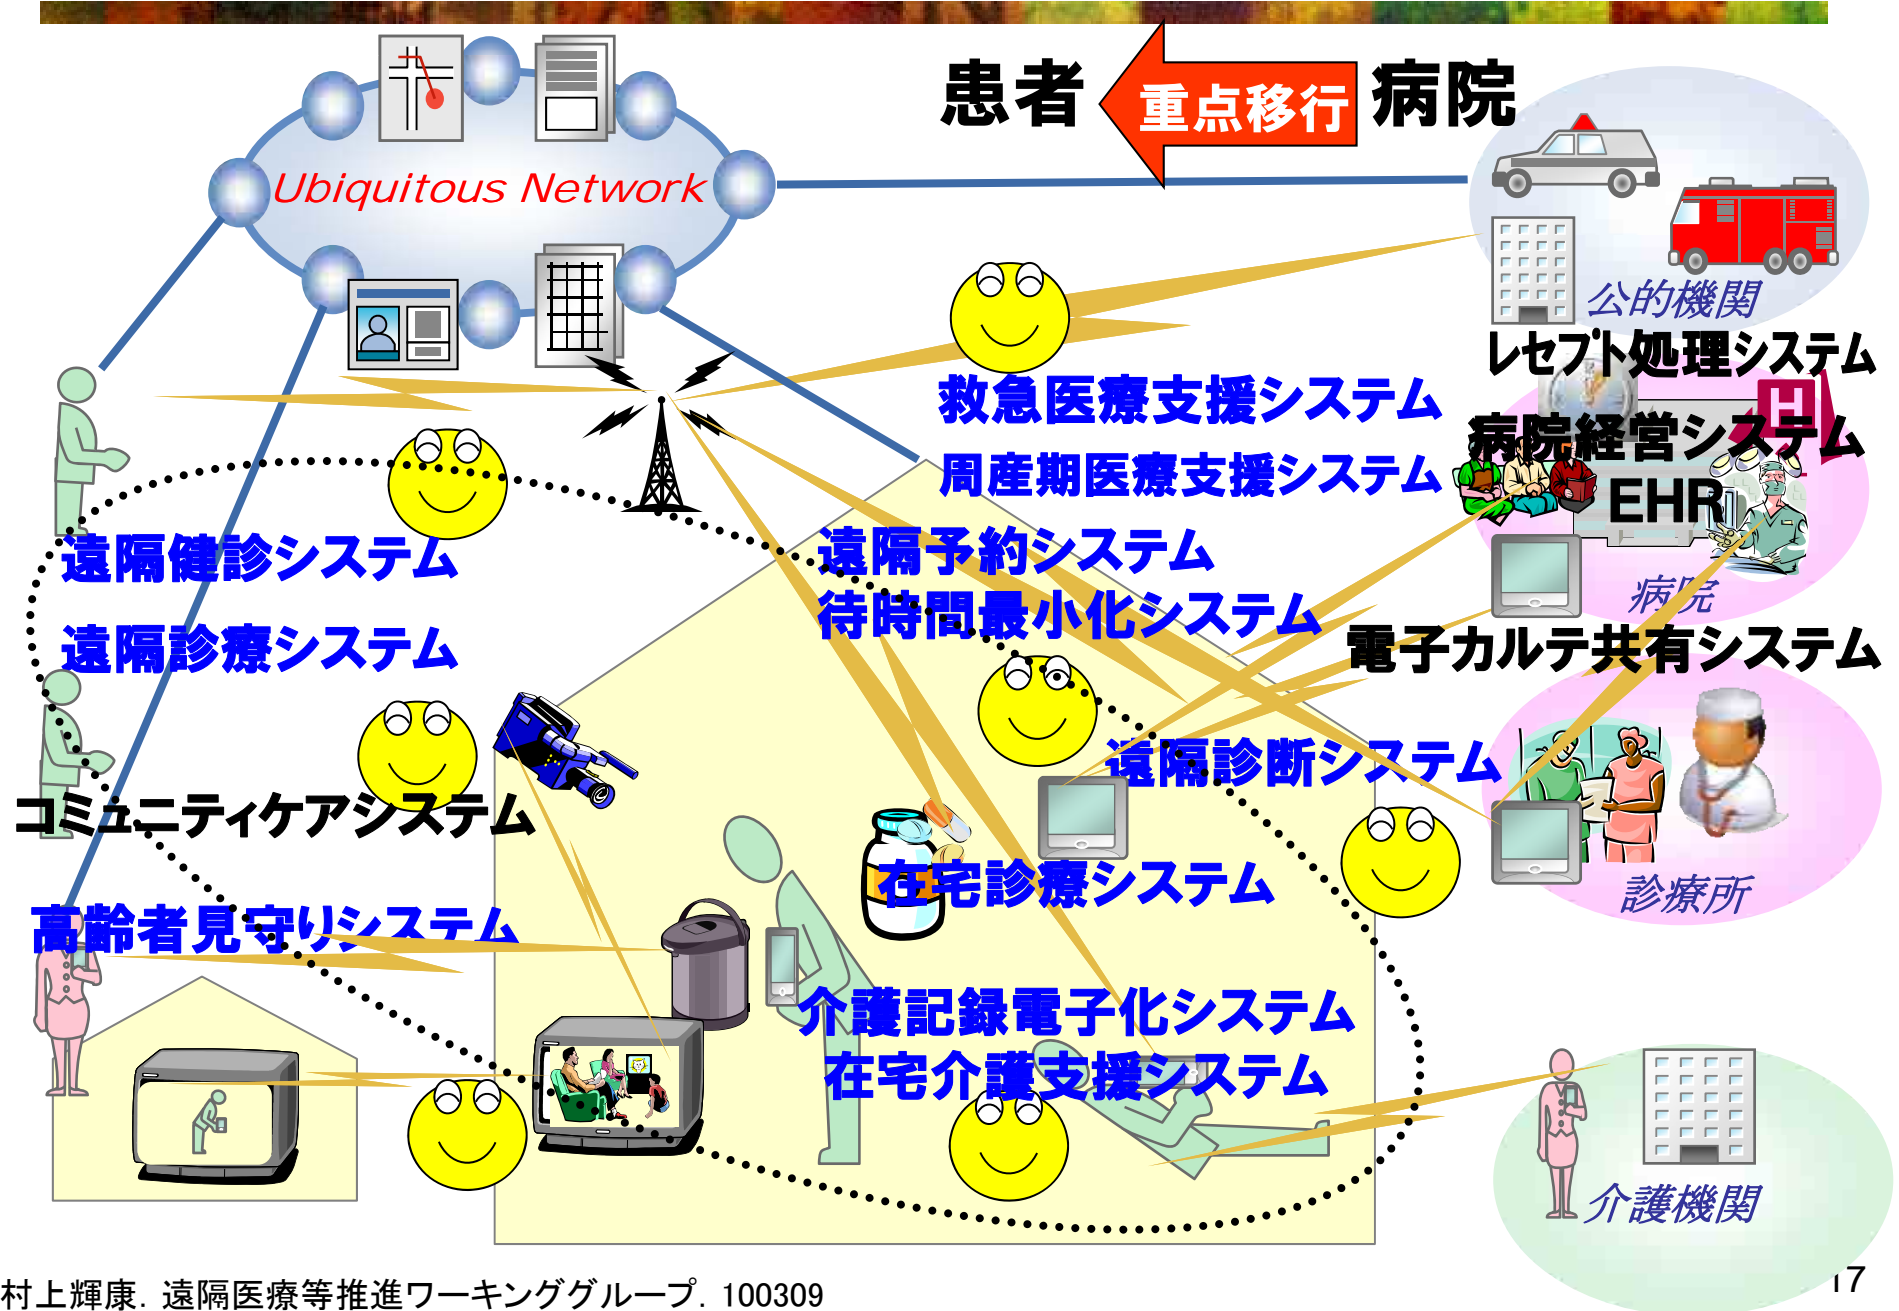 患者
重点移行
病院
Ubiquitous Network
公的機関
レセプト処理システム
救急医療支援システム
H
病院経営システム
周産期医療支援システム
EHR
遠隔健診システム
遠隔予約システム
待時間最小化システム
病院
遠隔診療システム
電子カルテ共有システム
遠隔診断システム
コミュニティケアシステム
在宅診療システム
診療所
高齢者見守りシステム
介護記録電子化システム
在宅介護支援システム
介護機関
村上輝康. 遠隔医療等推進ワーキンググループ. 100309
17